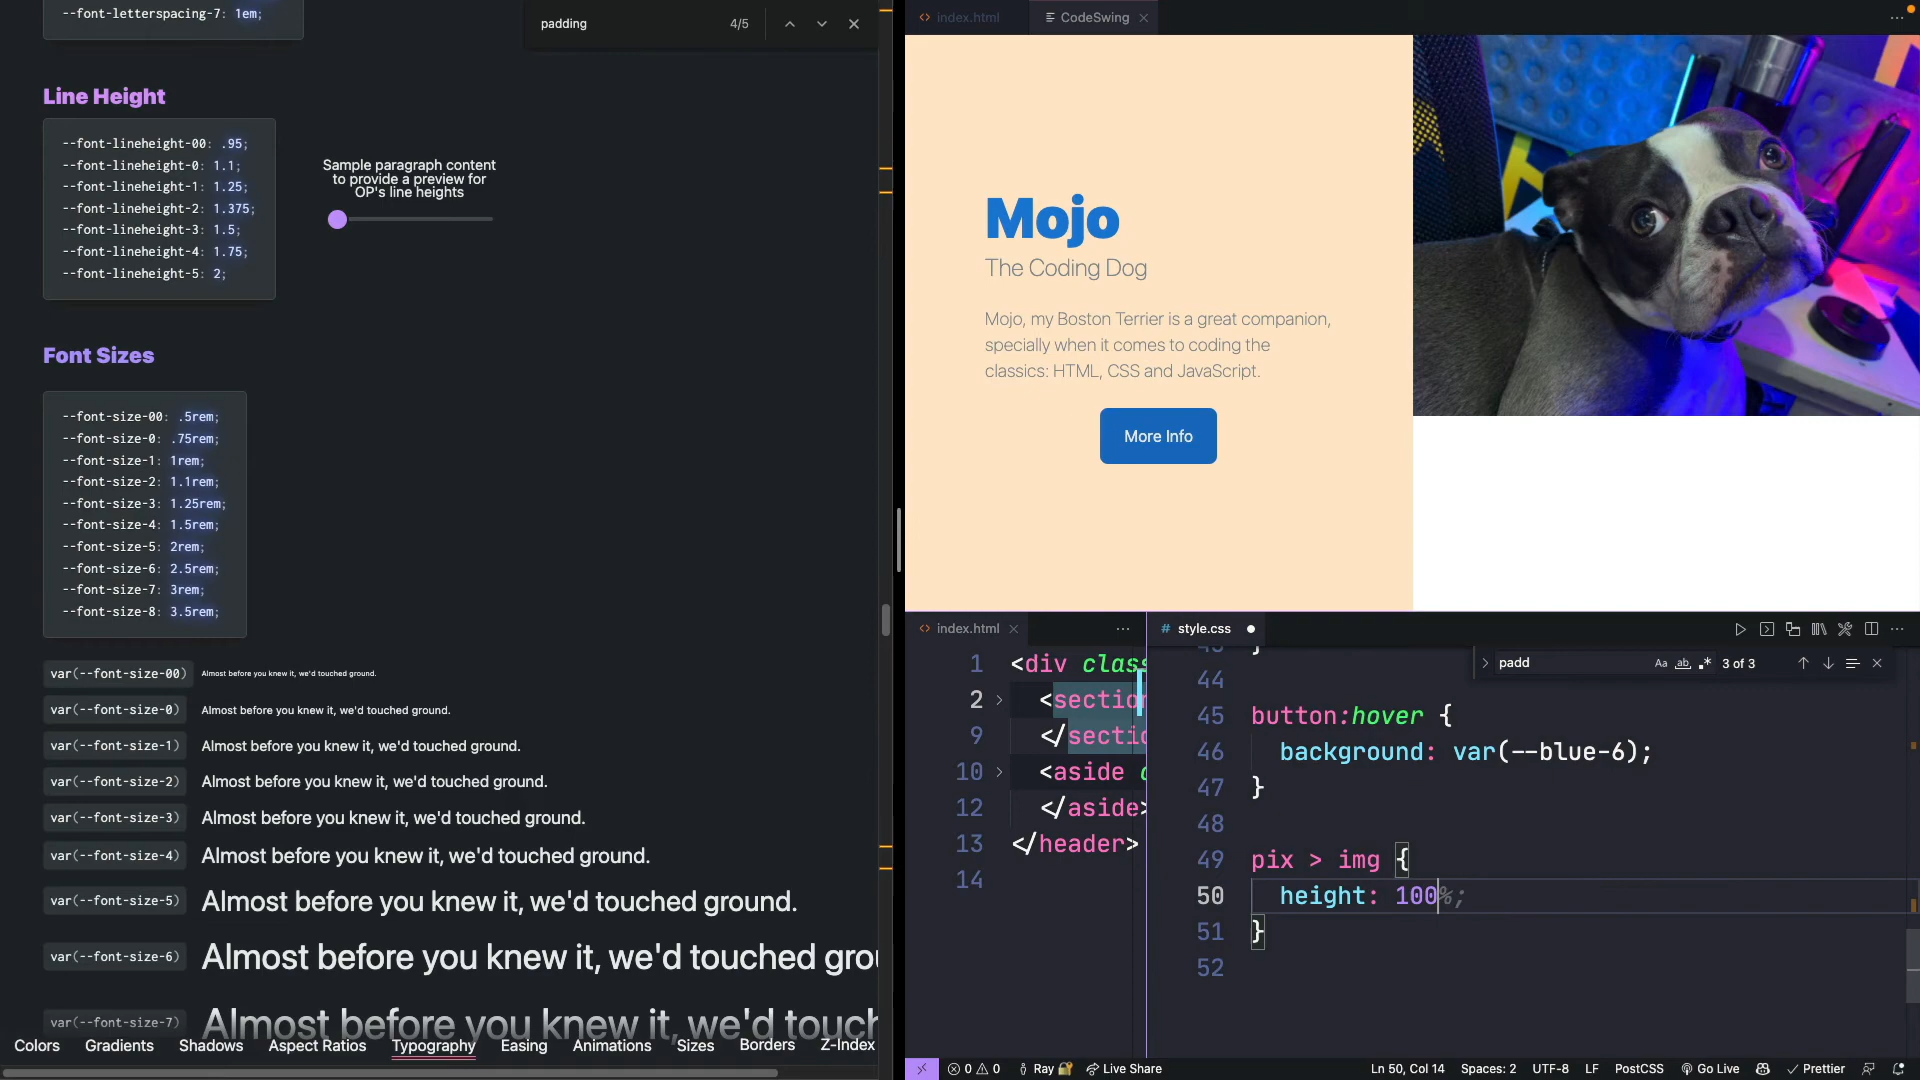 --font-letterspacing-7: 1em;
padding
4/5
Line Height
--font-lineheight-00: .95;
--font-lineheight-0: 1.1;
--font-lineheight-1: 1.25;
--font-lineheight-2: 1.375;
--font-lineheight-3: 1.5;
--font-lineheight-4: 1.75;
--font-lineheight-5: 2;
Sample paragraph content
to provide a preview for
OP's line heights
Font Sizes
--font-size-00: .5rem;
--font-size-0: .75rem;
--font-size-1: 1rem;
--font-size-2: 1.1rem;
--font-size-3: 1.25rem;
--font-size-4: 1.5rem;
--font-size-5: 2rem;
--font-size-6: 2.5rem;
--font-size-7: 3rem;
--font-size-8: 3.5rem;
var(--font-size-00) Almost before you knew it, we'd touched ground.
var(--font-size-0) Almost before you knew it, we'd touched ground.
var(--font-size-1) Almost before you knew it, we'd touched ground.
var(--font-size-2) Almost before you knew it, we'd touched ground.
var(--font-size-3) Almost before you knew it, we'd touched ground.
var(--font-size-4) Almost before you knew it, we'd touched ground.
var(--font-size-5) Almost before you knew it, we'd touched ground.
var(--font-size-6) Almost before you knew it, we'd touched grou
var(--font-size-7) Almost before you knew it, we'd touch
Colors Gradients Shadows Aspect Ratios Typography Easing Animations Sizes Borders Z-Index
index.html CodeSwing
Mojo
The Coding Dog
Mojo, my Boston Terrier is a great companion,
specially when it comes to coding the
classics: HTML, CSS and JavaScript.
More Info
index.html
1 <div class
2 <section
9 </sectio
10 <aside c
12 </aside>
13 </header>
14
# style.css
padd
Aa ab 3 of 3
43 }
44
45 button:hover {
46 background: var(--blue-6);
47 }
48
49 pix > img {
50 height: 100%;
51 }
52
0 0 Ray Live Share Ln 50, Col 14 Spaces: 2 UTF-8 LF PostCSS Go Live Prettier